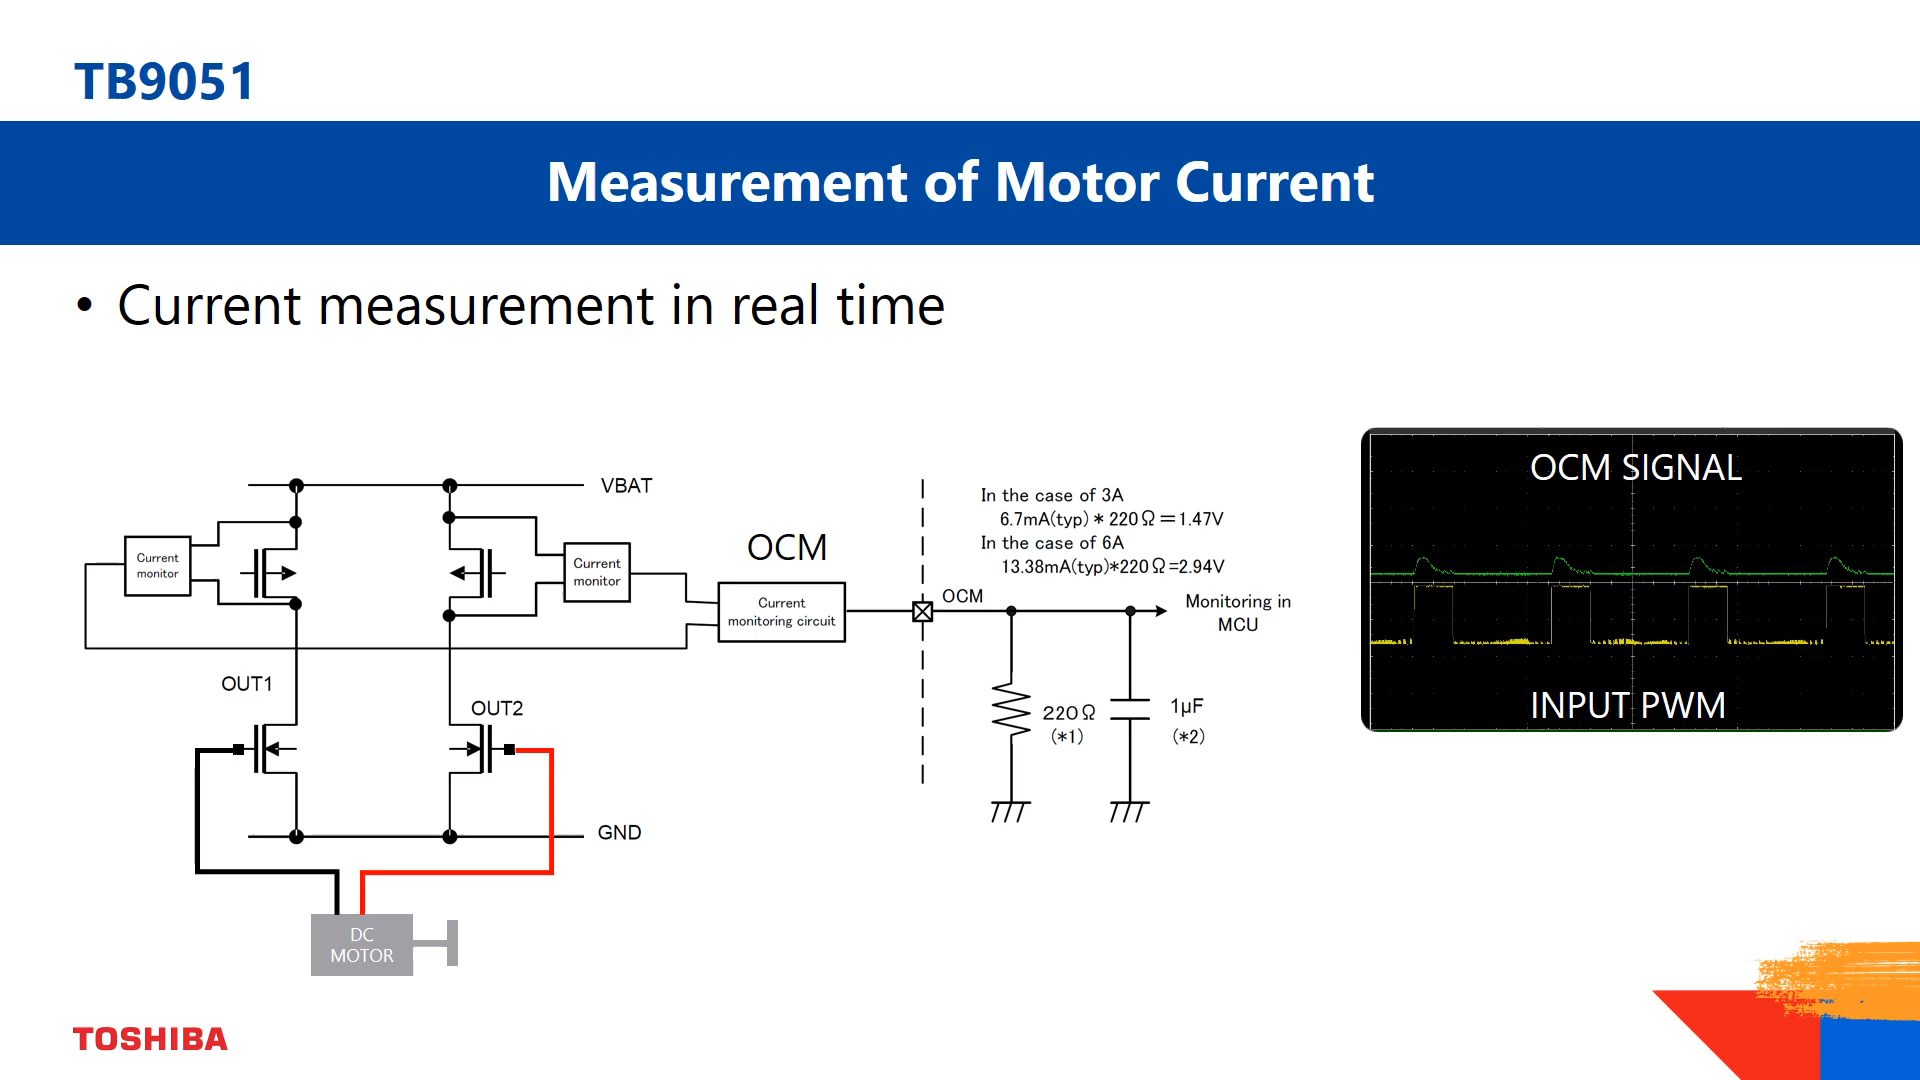 TB9051
Measurement of Motor Current
• Current measurement in real time
VBAT
Current
monitor
Current
monitor
OCM
Current
monitoring circuit
In the case of 3A
6.7mA(typ)*220Ω=1.47V
In the case of 6A
13.38mA(typ)*220Ω=2.94V
OCM
Monitoring in
MCU
220Ω
(*1)
1µF
(*2)
OUT1
OUT2
GND
DC
MOTOR
OCM SIGNAL
INPUT PWM
TOSHIBA